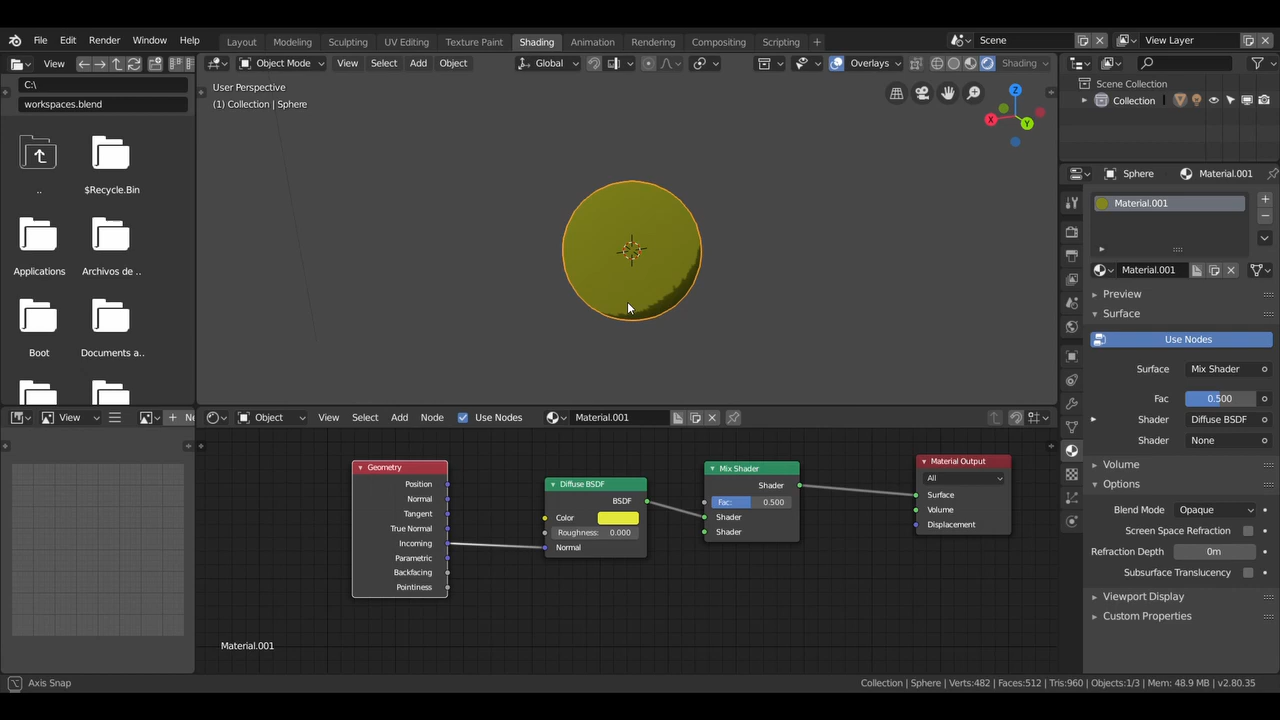 File Edit Render Window Help Layout Modeling Sculpting UV Editing Texture Paint Shading Animation Rendering Compositing Scripting + Scene View Layer
View Object Mode View Select Add Object Global Overlays Shading
C:\
workspaces.blend
User Perspective
(1) Collection | Sphere
Z
X
Y
Scene Collection
Collection
Sphere Material.001
Material.001
..
$Recycle.Bin
Applications
Archivos de ..
Boot
Documents a..
Material.001
Preview
Surface
Use Nodes
Surface Mix Shader
Fac 0.500
Shader Diffuse BSDF
Shader None
Volume
Options
Blend Mode Opaque
Screen Space Refraction
Refraction Depth 0m
Subsurface Translucency
Viewport Display
Custom Properties
View + Ne
Object View Select Add Node Use Nodes Material.001
Geometry
Position
Normal
Tangent
True Normal
Incoming
Parametric
Backfacing
Pointiness
Diffuse BSDF
BSDF
Color
Roughness: 0.000
Normal
Mix Shader
Shader
Fac: 0.500
Shader
Shader
Material Output
All
Surface
Volume
Displacement
Material.001
Axis Snap
Collection | Sphere | Verts:482 | Faces:512 | Tris:960 | Objects:1/3 | Mem: 48.9 MB | v2.80.35